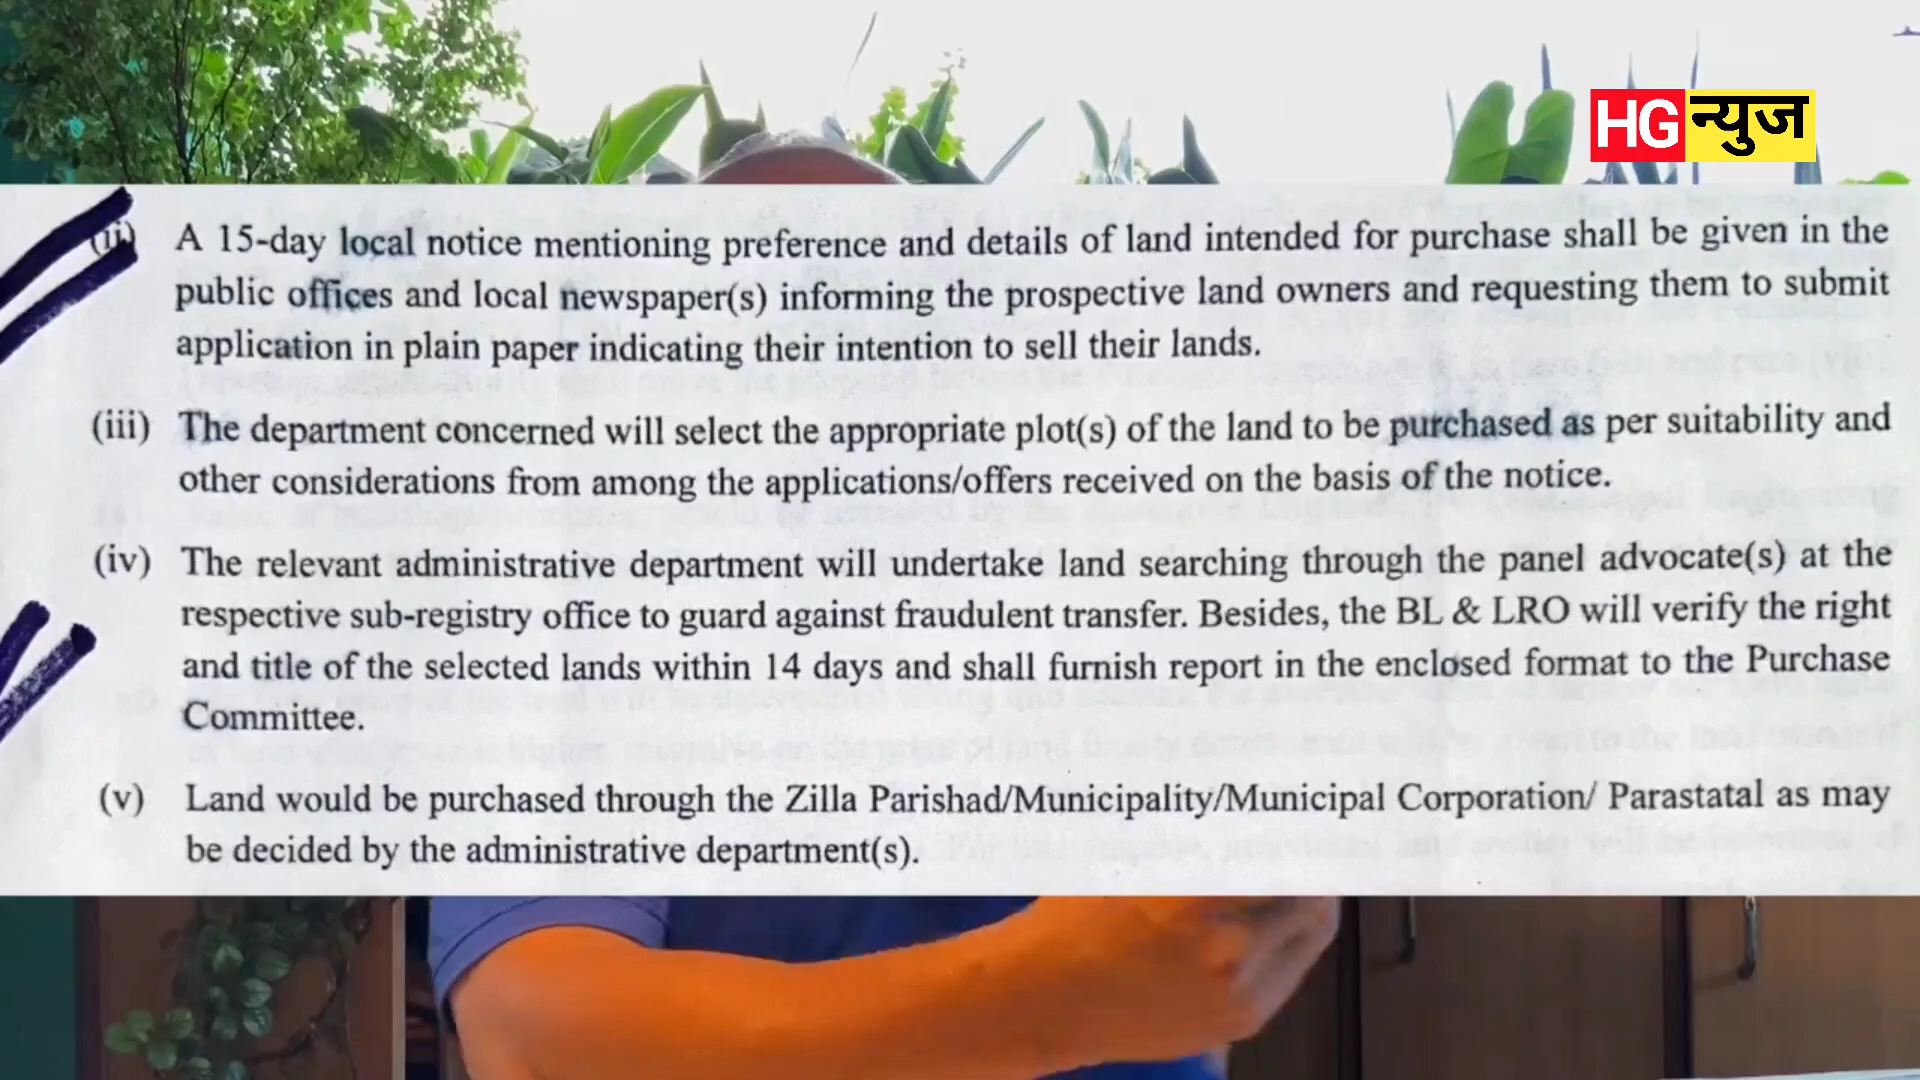 HG न्युज
(ii) A 15-day local notice mentioning preference and details of land intended for purchase shall be given in the
public offices and local newspaper(s) informing the prospective land owners and requesting them to submit
application in plain paper indicating their intention to sell their lands.
(iii) The department concerned will select the appropriate plot(s) of the land to be purchased as per suitability and
other considerations from among the applications/offers received on the basis of the notice.
(iv) The relevant administrative department will undertake land searching through the panel advocate(s) at the
respective sub-registry office to guard against fraudulent transfer. Besides, the BL & LRO will verify the right
and title of the selected lands within 14 days and shall furnish report in the enclosed format to the Purchase
Committee.
(v) Land would be purchased through the Zilla Parishad/Municipality/Municipal Corporation/ Parastatal as may
be decided by the administrative department(s).